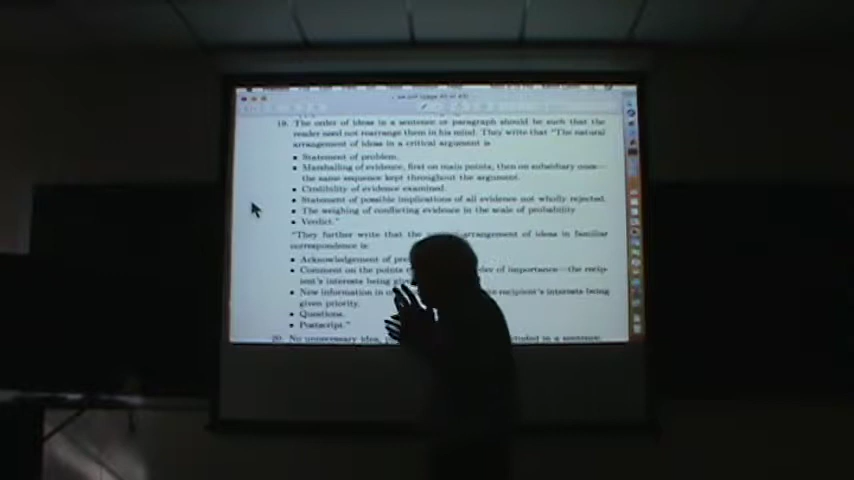 19. The order of ideas in a sentence or paragraph should be such that the
reader need not rearrange them in his mind. They write that "The natural
arrangement of ideas in a critical argument is
• Statement of problem.
• Marshalling of evidence, first on main points, then on subsidiary ones—
the same sequence kept throughout the argument.
• Credibility of evidence examined.
• Statement of possible implications of all evidence not wholly rejected.
• The weighing of conflicting evidence in the scale of probability
• Verdict."
"They further write that the arrangement of ideas in familiar
correspondence is:
• Acknowledgement of
• Comment on the points order of importance—the recip-
ient's interests being
• New information in recipient's interests being
given priority.
• Questions.
• Postscript."
20. No unnecessary idea, included in a sentence.